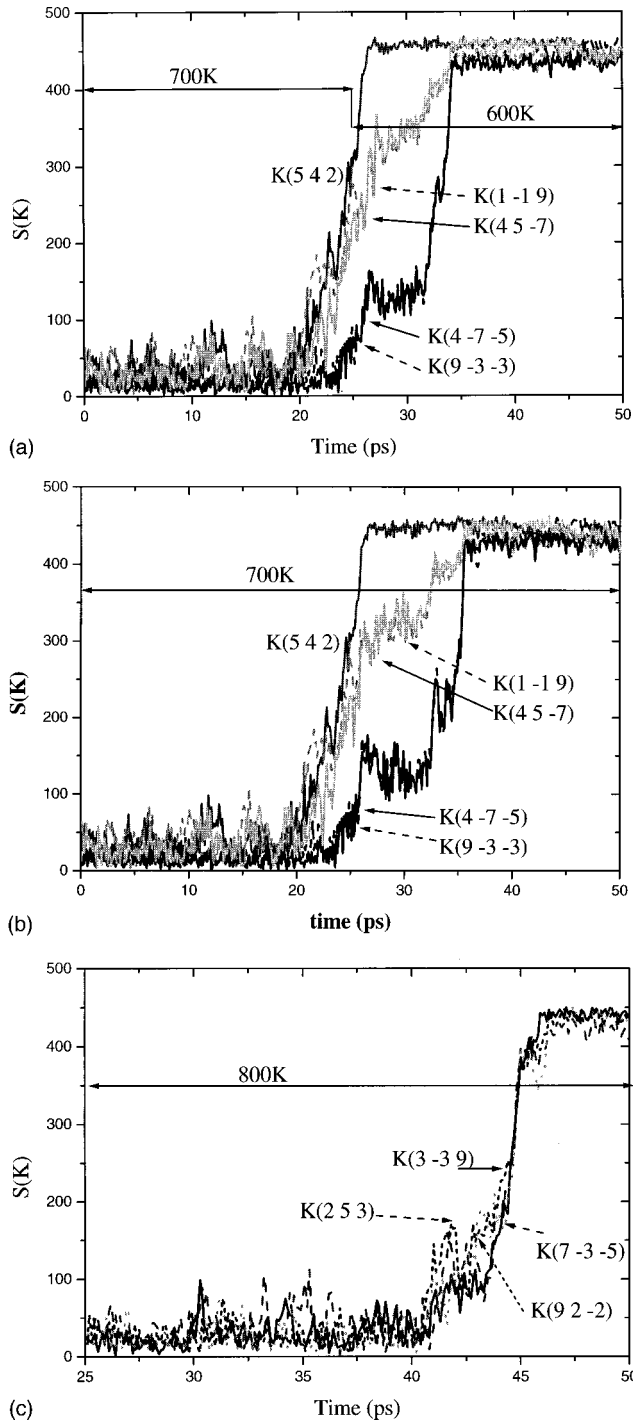 500
400
300
200
100
0
S(K)
700K
600K
K(5 4 2)
K(1 -1 9)
K(4 5 -7)
K(4 -7 -5)
K(9 -3 -3)
0 10 20 30 40 50
(a) Time (ps)
500
400
300
200
100
0
S(K)
700K
K(5 4 2)
K(1 -1 9)
K(4 5 -7)
K(4 -7 -5)
K(9 -3 -3)
0 10 20 30 40 50
(b) time (ps)
500
400
300
200
100
0
S(K)
800K
K(3 -3 9)
K(2 5 3)
K(7 -3 -5)
K(9 2 -2)
25 30 35 40 45 50
(c) Time (ps)